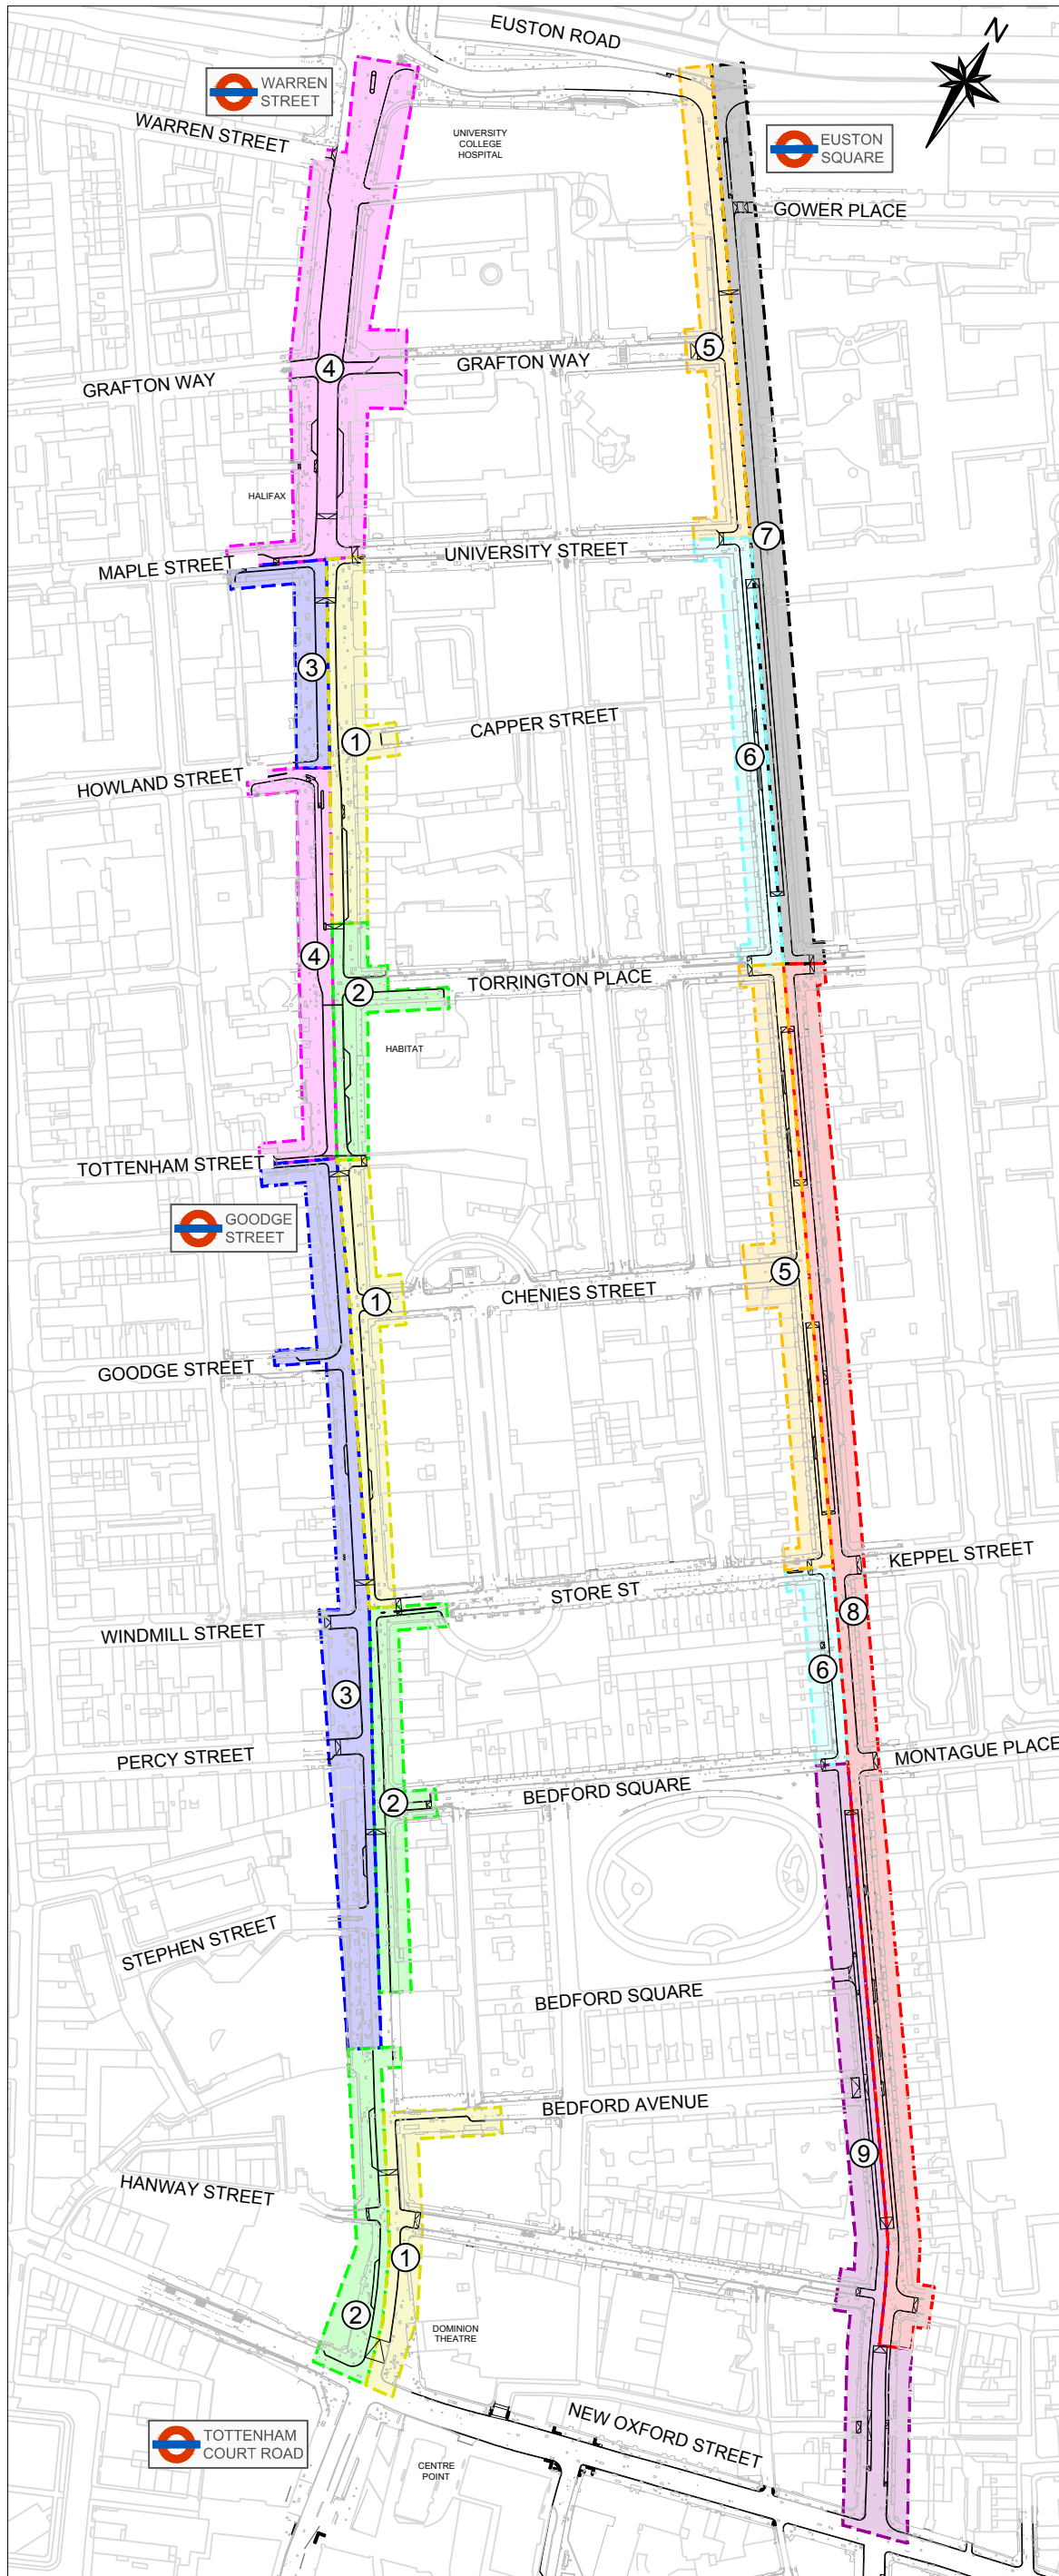 EUSTON ROAD
N
WARREN
STREET
WARREN STREET
UNIVERSITY
COLLEGE
HOSPITAL
EUSTON
SQUARE
GOWER PLACE
5
GRAFTON WAY
4
GRAFTON WAY
HALIFAX
7
UNIVERSITY STREET
MAPLE STREET
3
1
CAPPER STREET
6
HOWLAND STREET
4
2
TORRINGTON PLACE
HABITAT
TOTTENHAM STREET
GOODGE
STREET
5
CHENIES STREET
1
GOODGE STREET
KEPPEL STREET
STORE ST
8
WINDMILL STREET
6
3
PERCY STREET
MONTAGUE PLACE
BEDFORD SQUARE
2
STEPHEN STREET
BEDFORD SQUARE
BEDFORD AVENUE
9
HANWAY STREET
1
2
DOMINION
THEATRE
NEW OXFORD STREET
TOTTENHAM
COURT ROAD
CENTRE
POINT